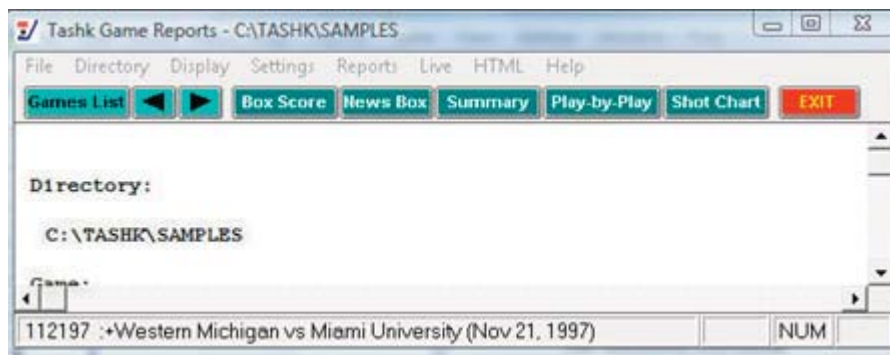 Tashk Game Reports - C:\TASHK\SAMPLES
File Directory Display Settings Reports Live HTML Help
Games List Box Score News Box Summary Play-by-Play Shot Chart EXIT
Directory:
C:\TASHK\SAMPLES
Game:
112197 :+Western Michigan vs Miami University (Nov 21, 1997) NUM